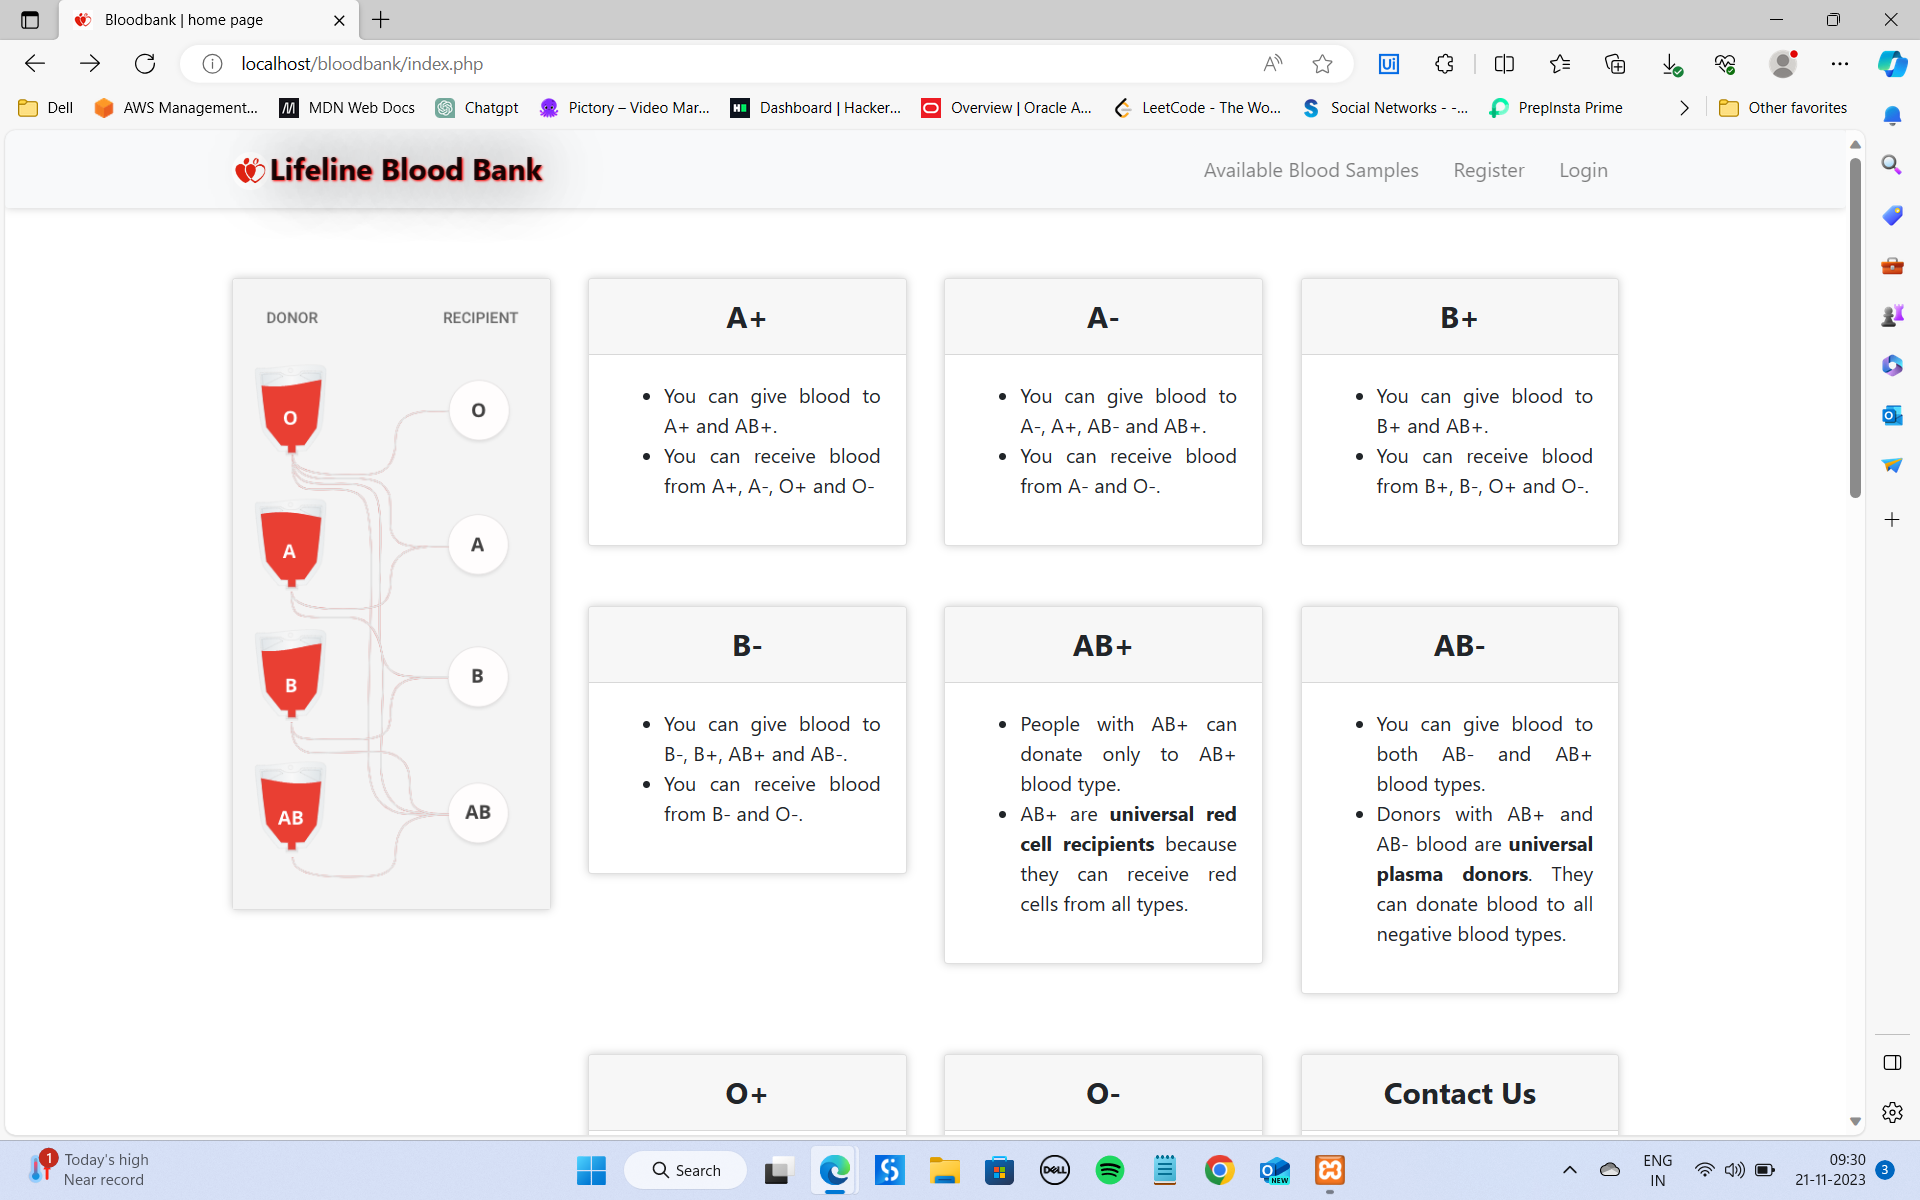 Bloodbank | home page
localhost/bloodbank/index.php
Dell
AWS Management...
MDN Web Docs
Chatgpt
Pictory – Video Mar...
Dashboard | Hacker...
Overview | Oracle A...
LeetCode - The Wo...
Social Networks - -...
PrepInsta Prime
Other favorites
Lifeline Blood Bank
Available Blood Samples
Register
Login
DONOR
RECIPIENT
O
O
A
A
B
B
AB
AB
A+
You can give blood to
A+ and AB+.
You can receive blood
from A+, A-, O+ and O-
A-
You can give blood to
A-, A+, AB- and AB+.
You can receive blood
from A- and O-.
B+
You can give blood to
B+ and AB+.
You can receive blood
from B+, B-, O+ and O-.
B-
You can give blood to
B-, B+, AB+ and AB-.
You can receive blood
from B- and O-.
AB+
People with AB+ can
donate only to AB+
blood type.
AB+ are universal red
cell recipients because
they can receive red
cells from all types.
AB-
You can give blood to
both AB- and AB+
blood types.
Donors with AB+ and
AB- blood are universal
plasma donors. They
can donate blood to all
negative blood types.
O+
O-
Contact Us
1
Today's high
Near record
Search
DELL
NEW
ENG
IN
09:30
21-11-2023
3